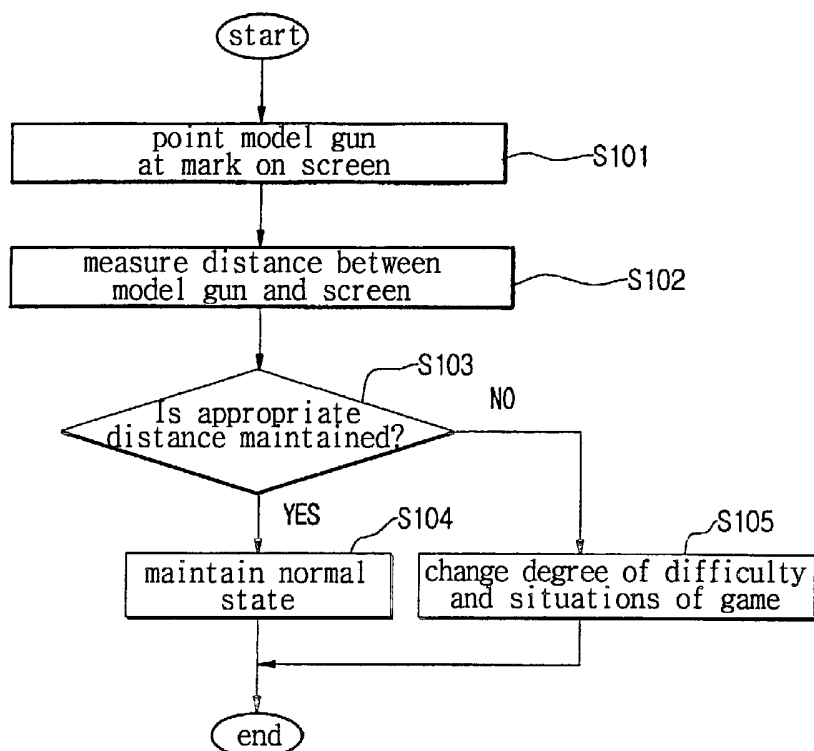 start
point model gun
at mark on screen
S101
measure distance between
model gun and screen
S102
S103
Is appropriate
distance maintained?
NO
YES
S104
maintain normal
state
S105
change degree of difficulty
and situations of game
end